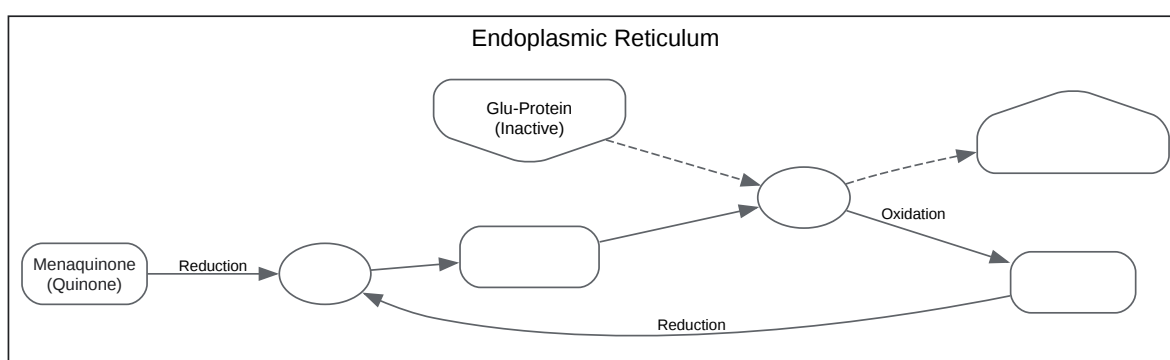 Endoplasmic Reticulum
Glu-Protein
(Inactive)
Oxidation
Menaquinone
(Quinone)
Reduction
Reduction